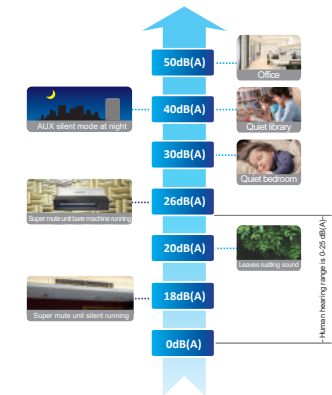 50dB(A)
Office
40dB(A)
AUX silent mode at night
Quiet library
30dB(A)
Quiet bedroom
26dB(A)
Super mute unit bare machine running
20dB(A)
Leaves rustling sound
Human hearing range is 0-25 dB(A)
18dB(A)
Super mute unit silent running
0dB(A)